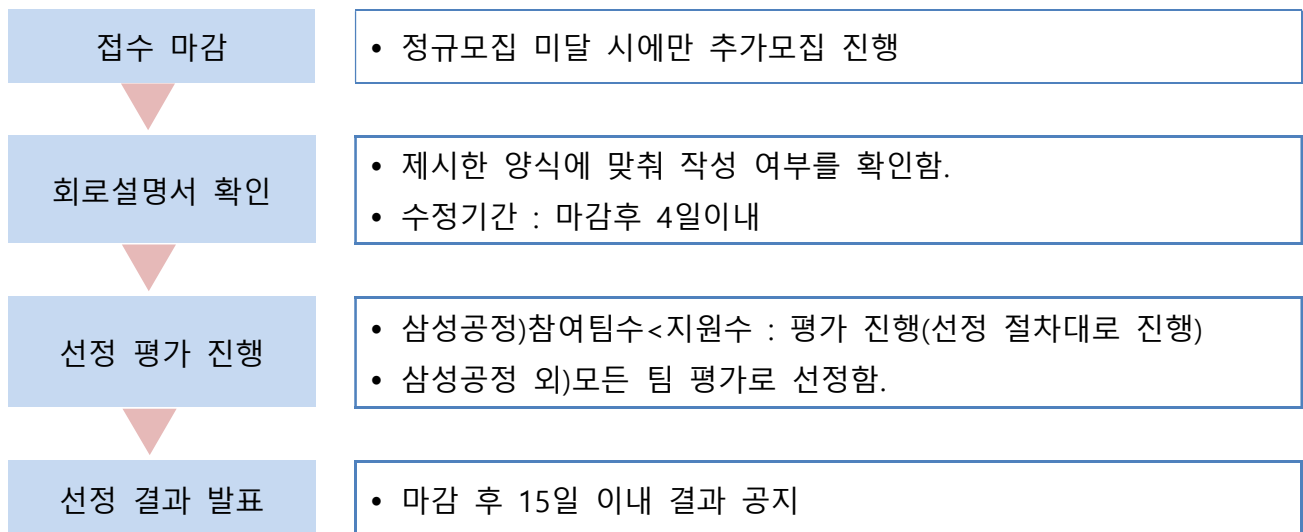 접수 마감
• 정규모집 미달 시에만 추가모집 진행
회로설명서 확인
• 제시한 양식에 맞춰 작성 여부를 확인함.
• 수정기간 : 마감후 4일이내
선정 평가 진행
• 삼성공정)참여팀수<지원수 : 평가 진행(선정 절차대로 진행)
• 삼성공정 외)모든 팀 평가로 선정함.
선정 결과 발표
• 마감 후 15일 이내 결과 공지